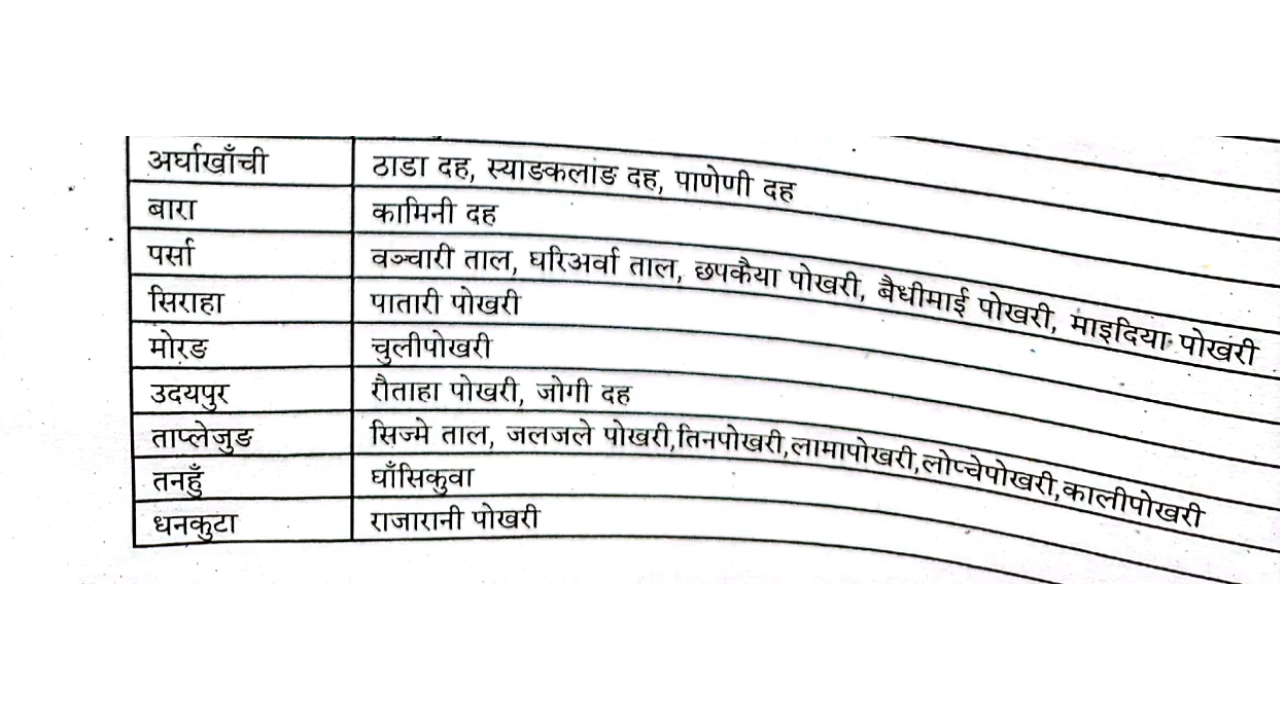 अर्घाखाँची ठाडा दह, स्याङकलाङ दह, पाणेणी दह
बारा कामिनी दह
पर्सा वञ्चारी ताल, घरिअर्वा ताल, छपकैया पोखरी, बैधीमाई पोखरी, माइदिया पोखरी
सिराहा पातारी पोखरी
मोरङ चुलीपोखरी
उदयपुर रौताहा पोखरी, जोगी दह
ताप्लेजुङ सिज्मे ताल, जलजले पोखरी,तिनपोखरी,लामापोखरी,लोप्चेपोखरी,कालीपोखरी
तनहुँ घाँसिकुवा
धनकुटा राजारानी पोखरी